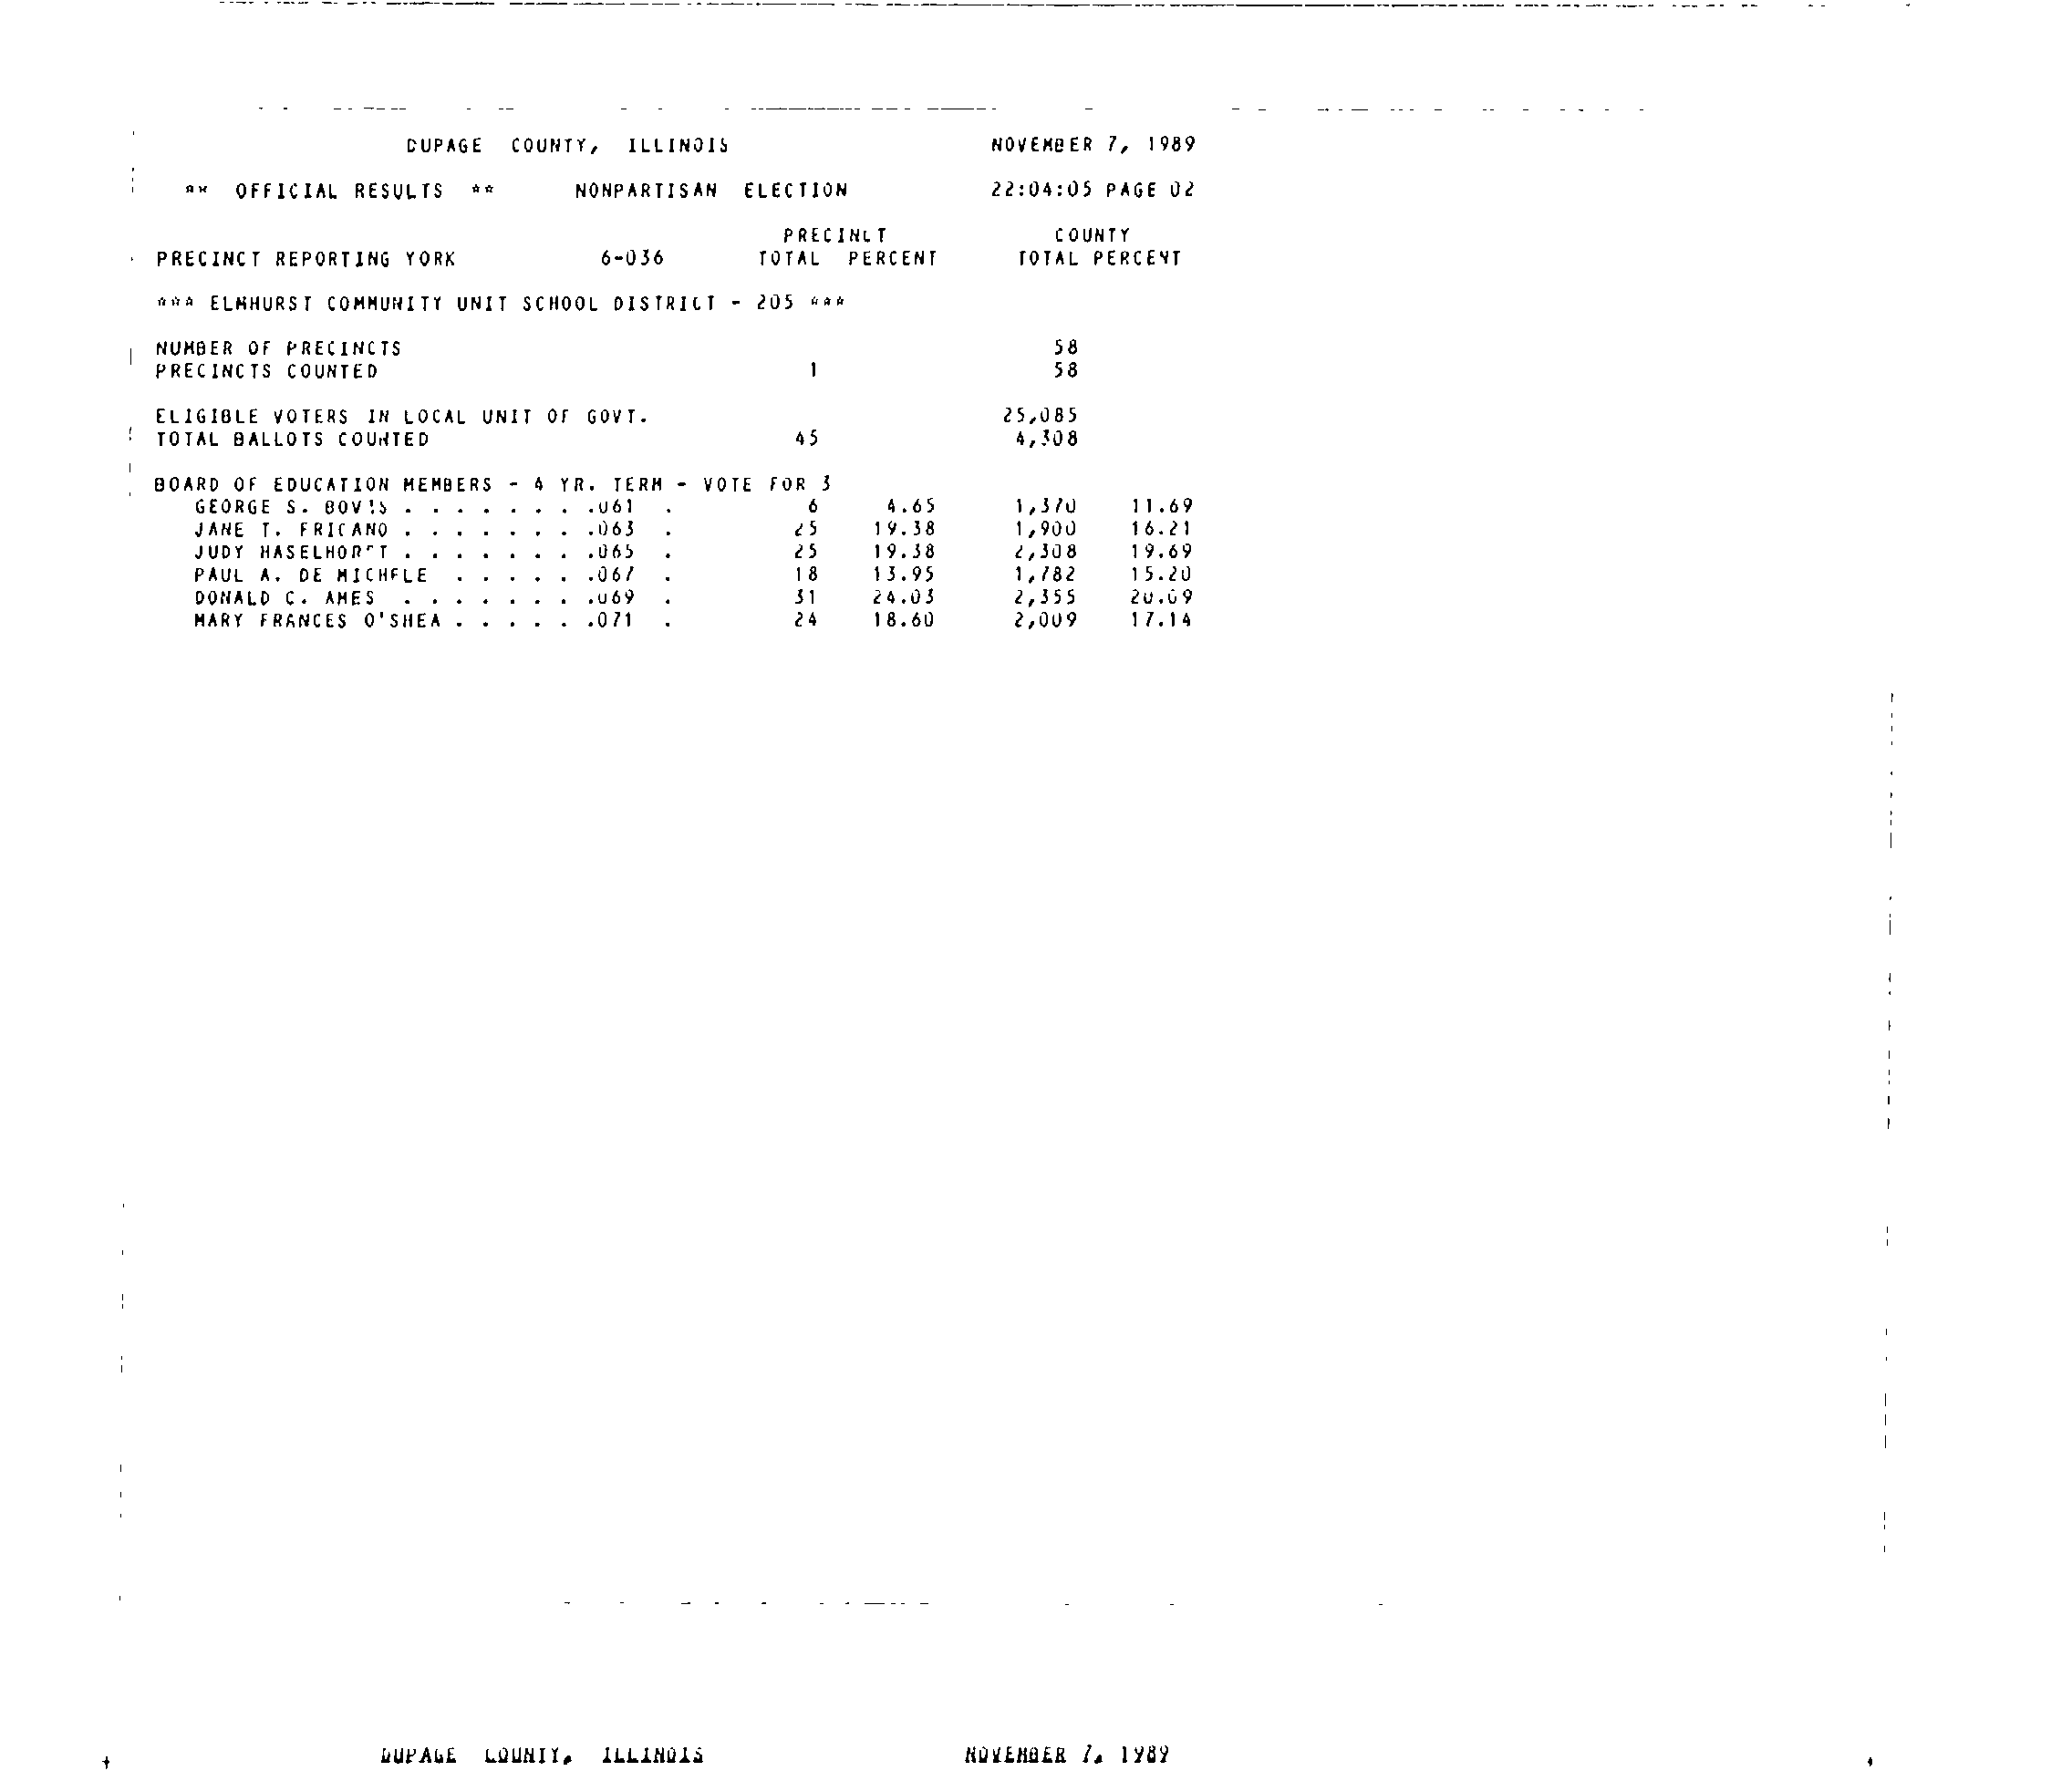 DUPAGE COUNTY, ILLINOIS NOVEMBER 7, 1989
** OFFICIAL RESULTS ** NONPARTISAN ELECTION 22:04:05 PAGE 02
PRECINCT COUNTY
PRECINCT REPORTING YORK 6-036 TOTAL PERCENT TOTAL PERCENT
*** ELMHURST COMMUNITY UNIT SCHOOL DISTRICT - 205 ***
NUMBER OF PRECINCTS 58
PRECINCTS COUNTED 1 58
ELIGIBLE VOTERS IN LOCAL UNIT OF GOVT. 25,085
TOTAL BALLOTS COUNTED 45 4,308
BOARD OF EDUCATION MEMBERS - 4 YR. TERM - VOTE FOR 3
GEORGE S. BOVIS . . . . . . . .061 . 6 4.65 1,370 11.69
JANE T. FRICANO . . . . . . . .063 . 25 19.38 1,900 16.21
JUDY HASELHORST . . . . . . . .065 . 25 19.38 2,308 19.69
PAUL A. DE MICHELE . . . . . .067 . 18 13.95 1,782 15.20
DONALD C. AMES . . . . . . . .069 . 31 24.03 2,355 20.09
MARY FRANCES O'SHEA . . . . . .071 . 24 18.60 2,009 17.14
DUPAGE COUNTY, ILLINOIS NOVEMBER 7, 1989